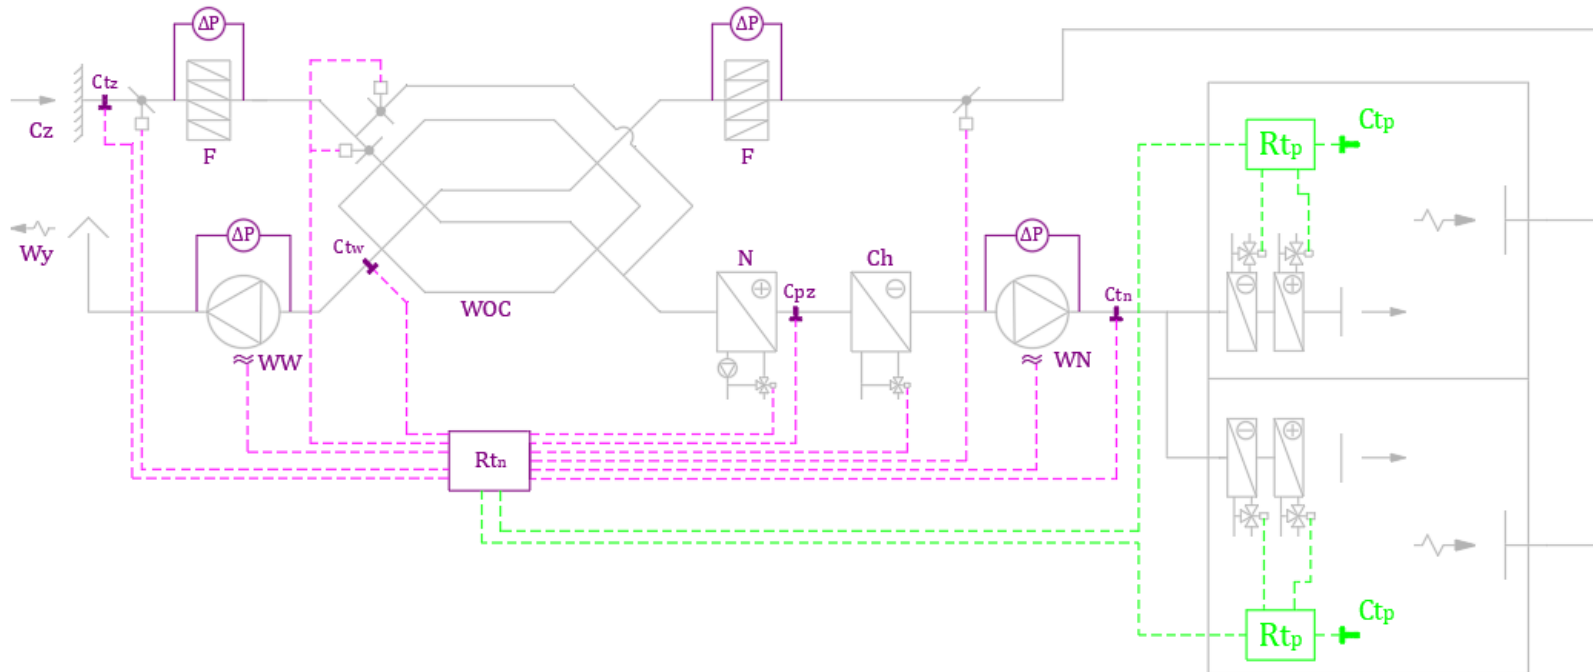 ΔP
ΔP
Ctz
Cz
F
F
Ctp
Rtp
ΔP
ΔP
Wy
Ctw
N
Ch
Cpz
Ctn
WOC
≈ WW
≈ WN
Rtn
Ctp
Rtp